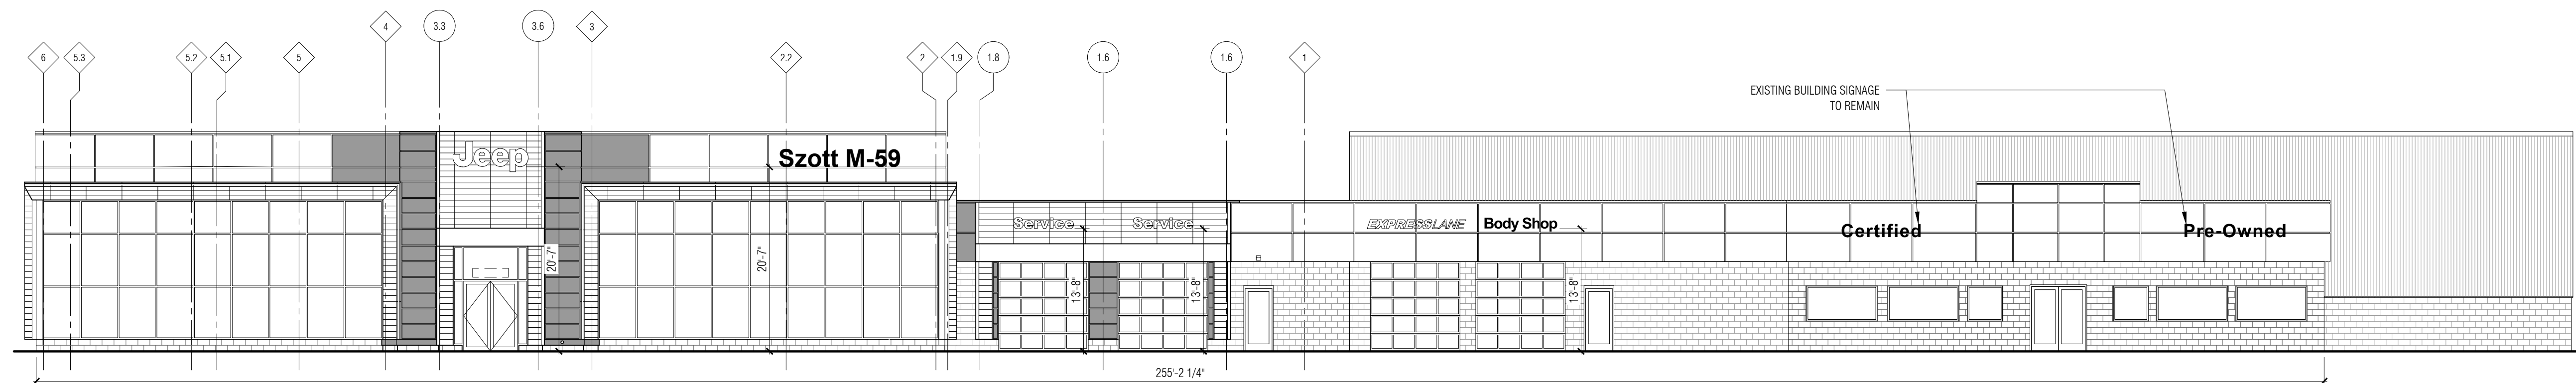 4
3.3
3.6
3
6
5.3
5.2
5.1
5
2.2
2
1.9
1.8
1.6
1.6
1
EXISTING BUILDING SIGNAGE
TO REMAIN
Jeep
Szott M-59
Service
Service
EXPRESSLANE
Body Shop
Certified
Pre-Owned
20'-7"
20'-7"
13'-8"
13'-8"
13'-8"
255'-2 1/4"